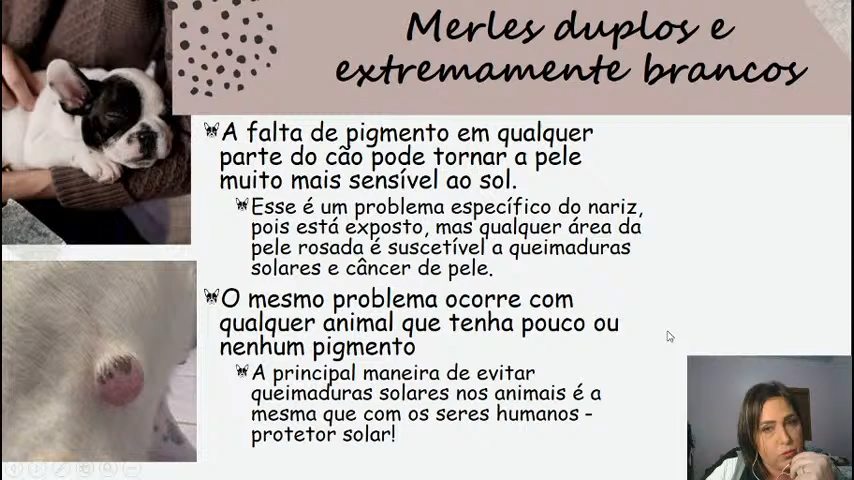 Merles duplos e
extremamente brancos
A falta de pigmento em qualquer
parte do cão pode tornar a pele
muito mais sensível ao sol.
Esse é um problema específico do nariz,
pois está exposto, mas qualquer área da
pele rosada é suscetível a queimaduras
solares e câncer de pele.
O mesmo problema ocorre com
qualquer animal que tenha pouco ou
nenhum pigmento
A principal maneira de evitar
queimaduras solares nos animais é a
mesma que com os seres humanos -
protetor solar!